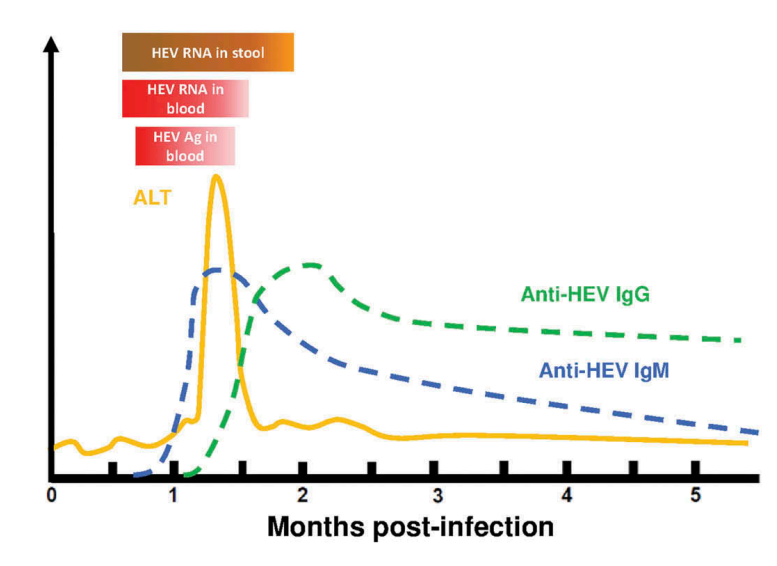 HEV RNA in stool
HEV RNA in
blood
HEV Ag in
blood
ALT
Anti-HEV IgG
Anti-HEV IgM
0 1 2 3 4 5
Months post-infection